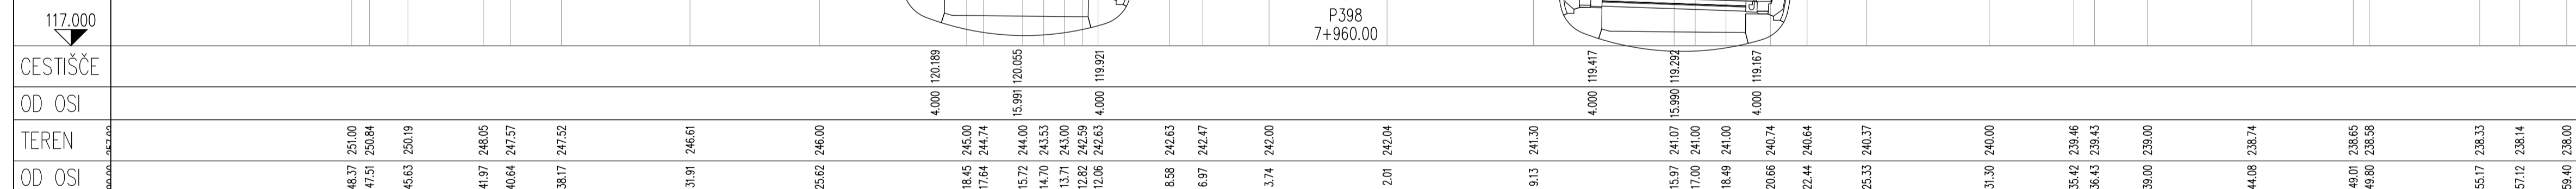 117.000
P398
7+960.00
CESTIŠČE 120.189 120.055 119.921 119.417 119.292 119.167
OD OSI 4.000 15.991 4.000 4.000 15.990 4.000
TEREN 251.00 250.84 250.19 248.05 247.57 247.52 246.61 246.00 245.00 244.74 244.00 243.53 243.00 242.59 242.63 242.63 242.47 242.00 242.04 241.30 241.07 241.00 241.00 240.74 240.64 240.37 240.00 239.46 239.43 239.00 238.74 238.65 238.58 238.33 238.14 238.00
OD OSI 48.37 47.51 45.63 41.97 40.64 38.17 31.91 25.62 18.45 17.64 15.72 14.70 13.71 12.82 12.06 8.58 6.97 3.74 2.01 9.13 15.97 17.00 18.49 20.66 22.44 25.33 31.30 35.42 36.43 39.00 44.08 49.01 49.80 55.17 57.12 59.40